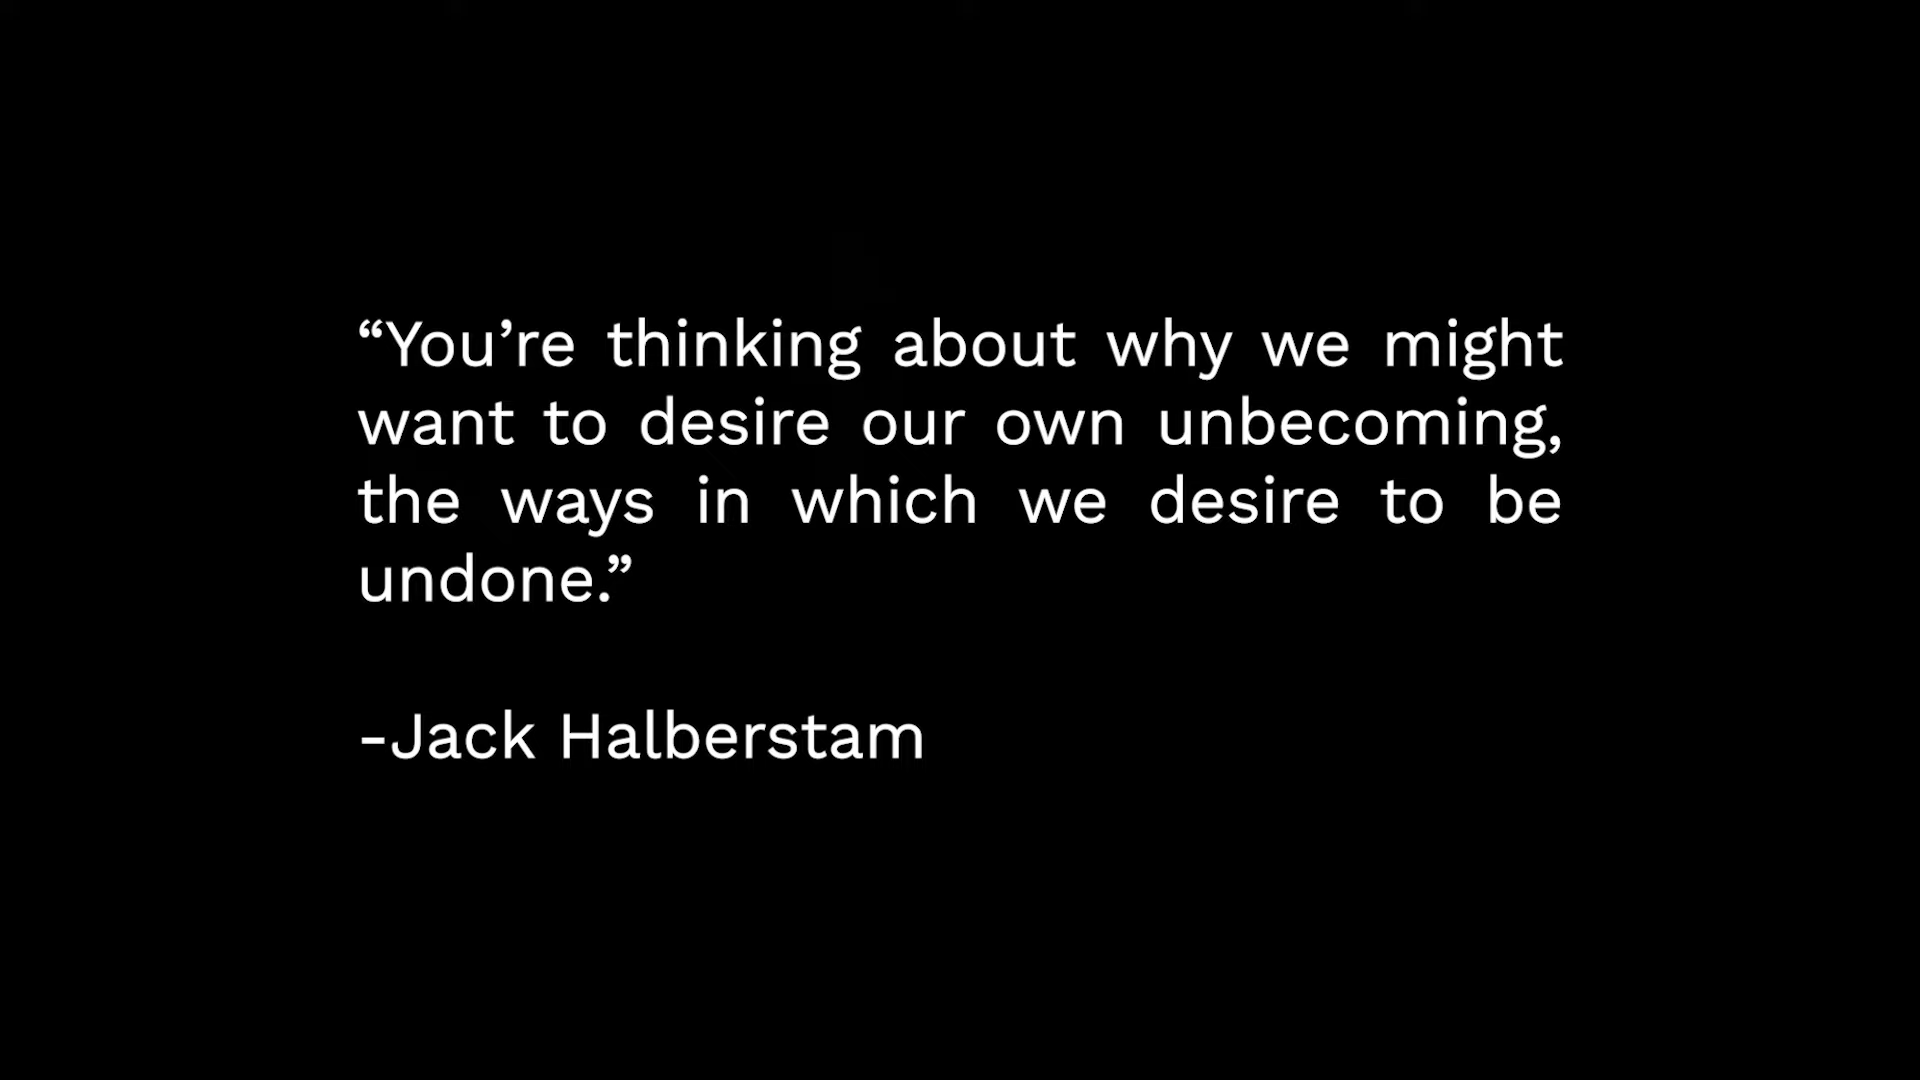 “You’re thinking about why we might
want to desire our own unbecoming,
the ways in which we desire to be
undone.”
-Jack Halberstam